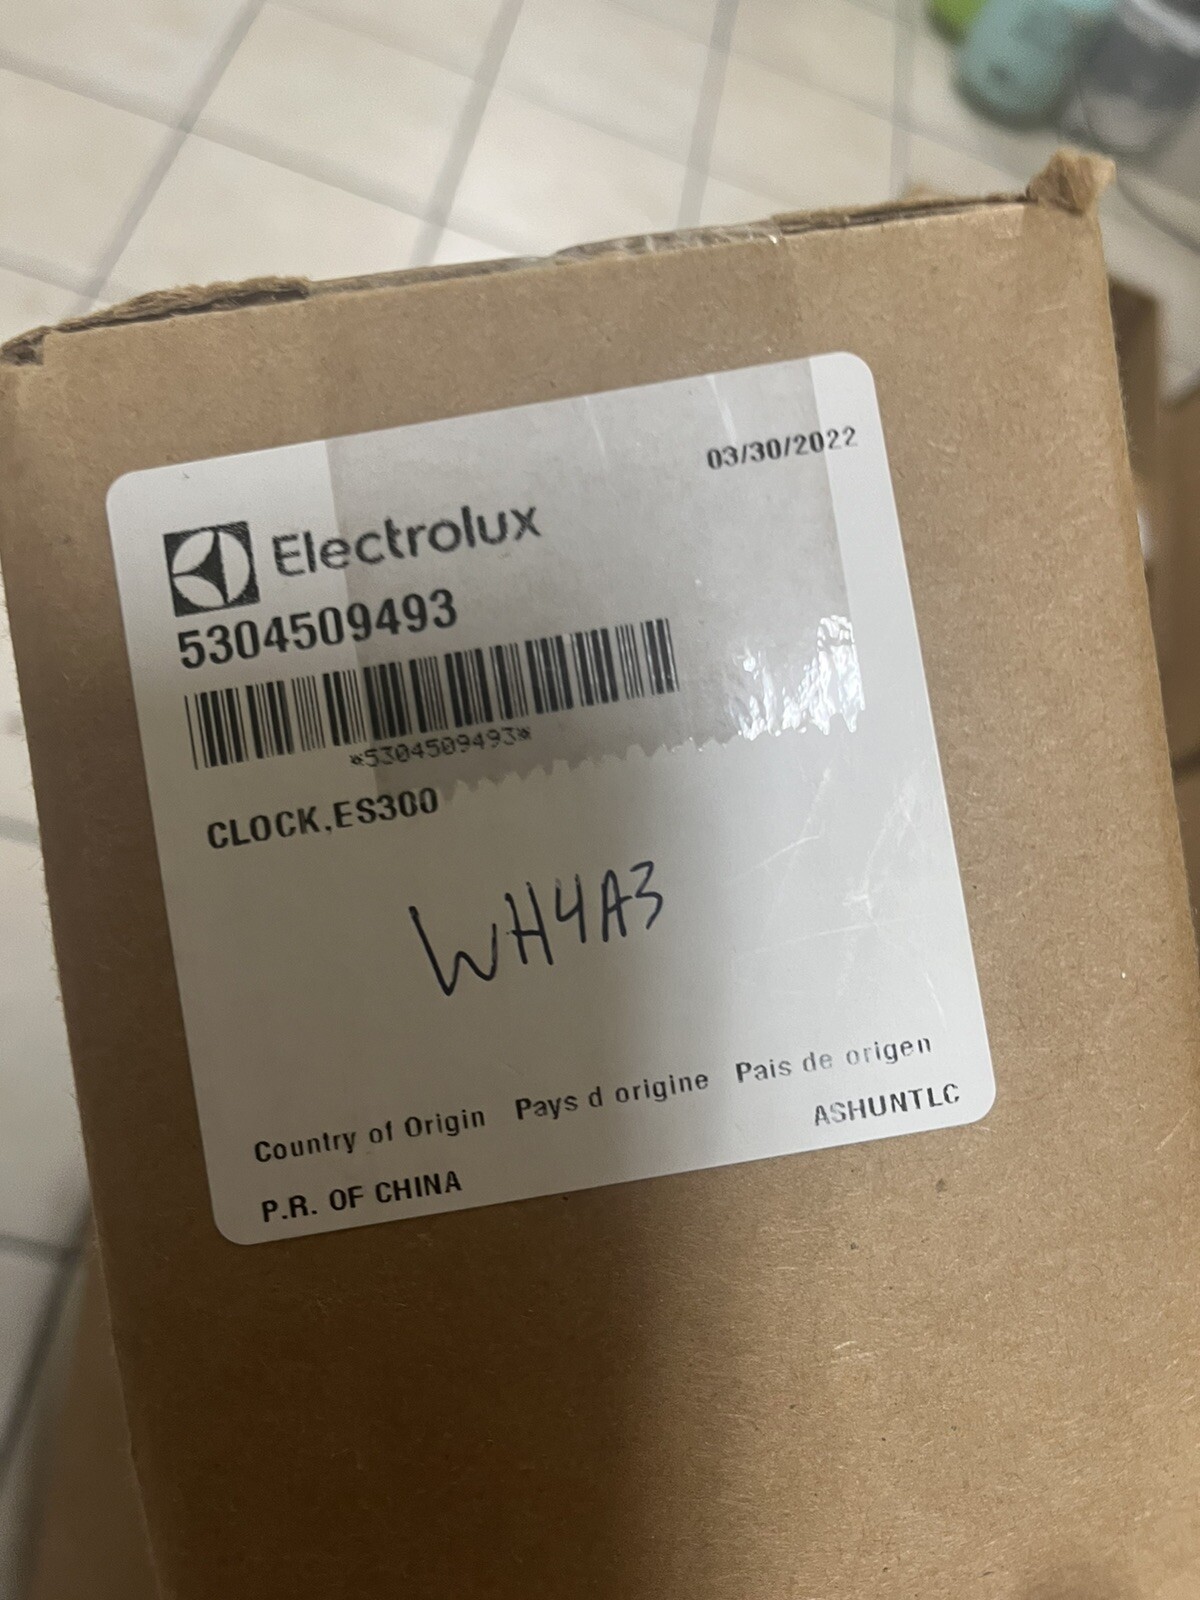 03/30/2022
Electrolux
5304509493
*5304509493*
CLOCK,ES300
WH4A3
Country of Origin Pays d origine Pais de origen
ASHUNTLC
P.R. OF CHINA